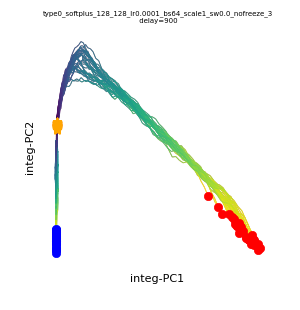 type0_softplus_128_128_lr0.0001_bs64_scale1_sw0.0_nofreeze_3
delay=900
integ-PC2
integ-PC1